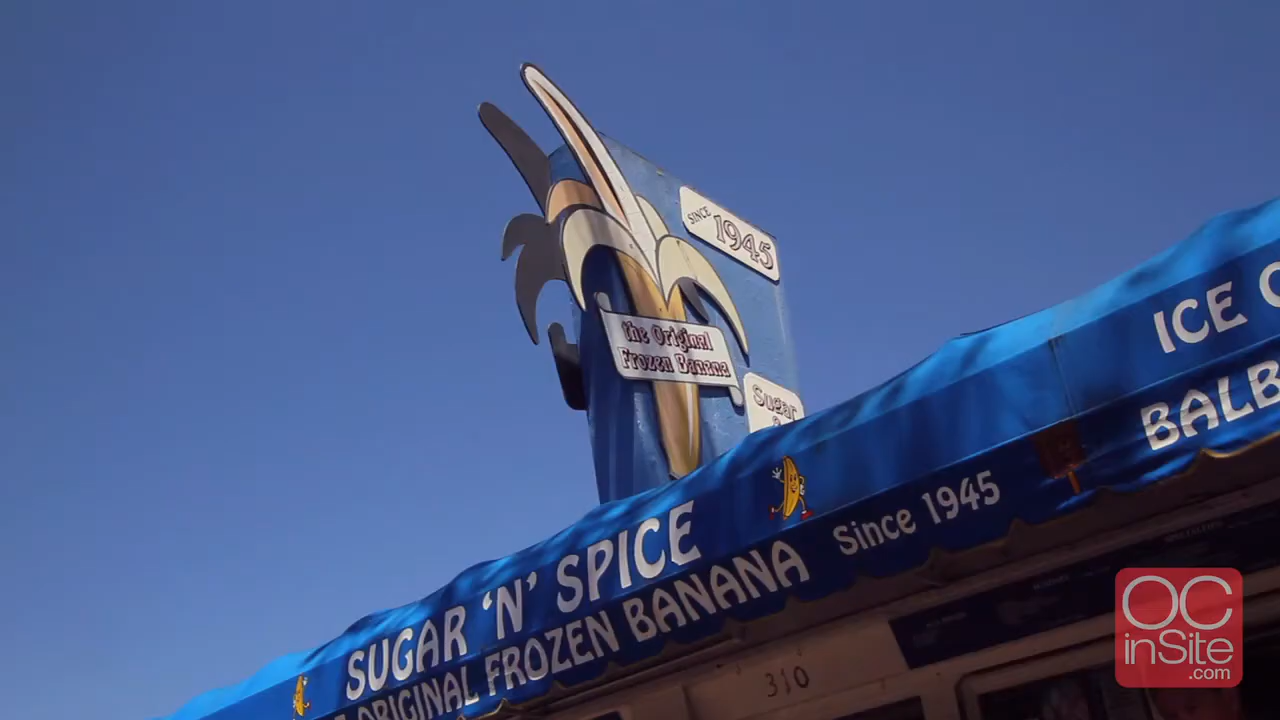 SINCE 1945
the Original
Frozen Banana
Sugar
ICE
BALB
SUGAR 'N' SPICE
ORIGINAL FROZEN BANANA
Since 1945
310
OC
inSite
.com